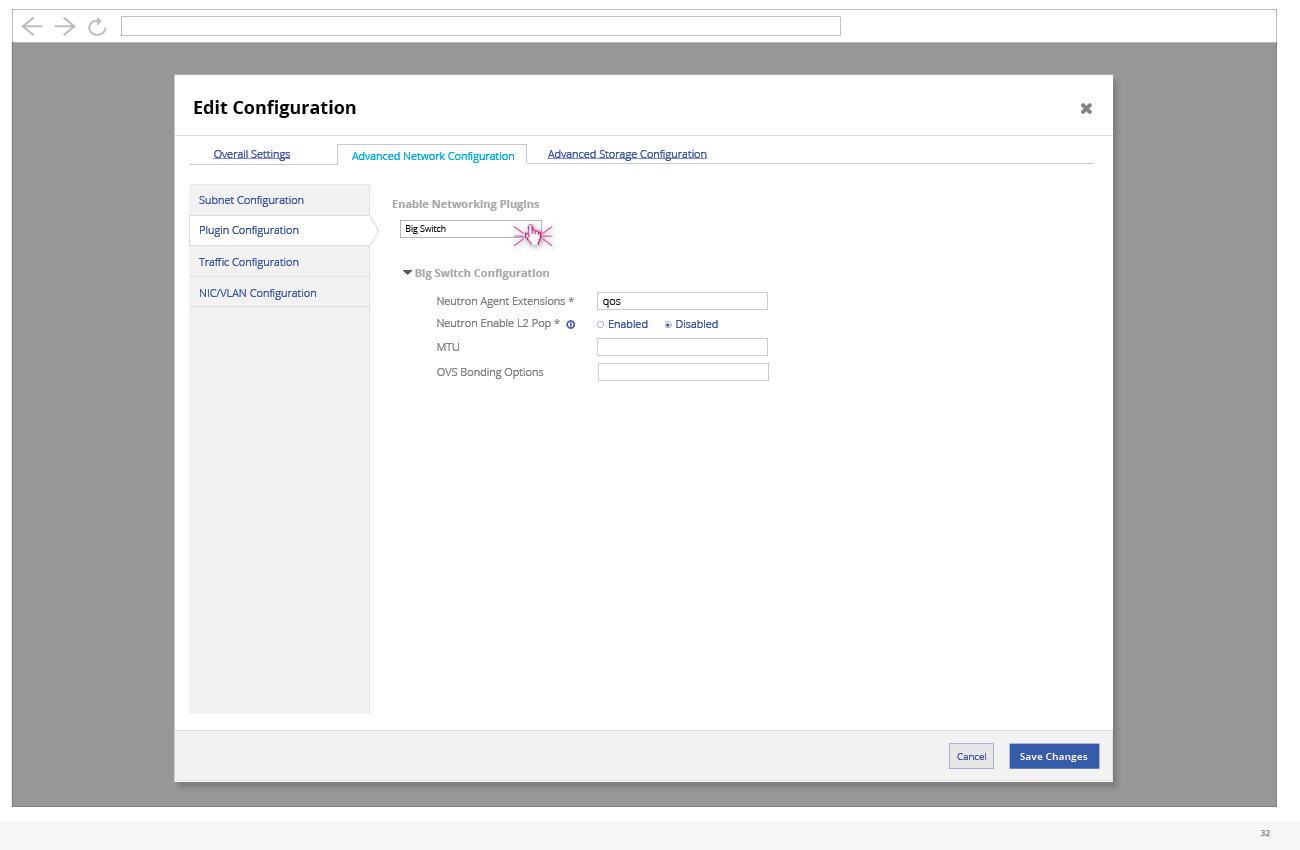 Edit Configuration
Overall Settings
Advanced Network Configuration
Advanced Storage Configuration
Subnet Configuration
Plugin Configuration
Traffic Configuration
NIC/VLAN Configuration
Enable Networking Plugins
Big Switch
Big Switch Configuration
Neutron Agent Extensions * qos
Neutron Enable L2 Pop * Enabled Disabled
MTU
OVS Bonding Options
Cancel Save Changes
32